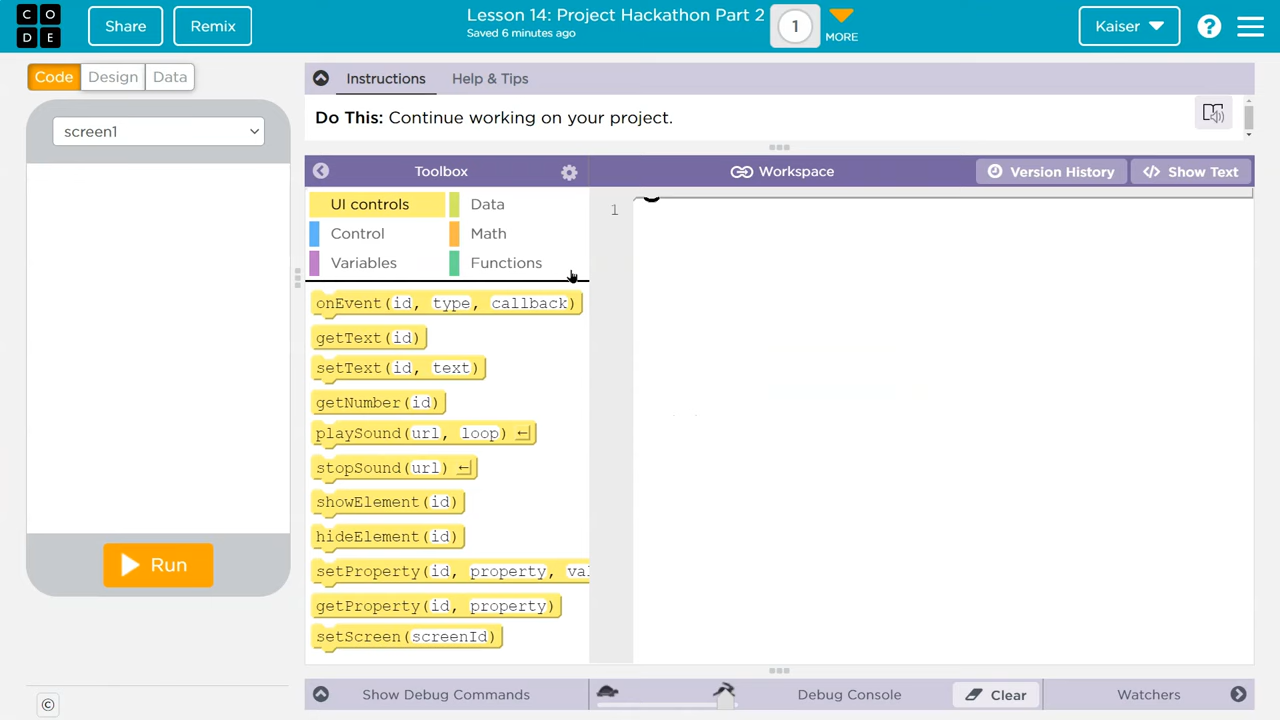 C O
D E
Share
Remix
Lesson 14: Project Hackathon Part 2
Saved 6 minutes ago
1
MORE
Kaiser
?
Code
Design
Data
Instructions
Help & Tips
screen1
Do This: Continue working on your project.
Toolbox
Workspace
Version History
</> Show Text
UI controls
Data
Control
Math
Variables
Functions
1
onEvent(id, type, callback)
getText(id)
setText(id, text)
getNumber(id)
playSound(url, loop) ←
stopSound(url) ←
showElement(id)
hideElement(id)
setProperty(id, property, val
getProperty(id, property)
setScreen(screenId)
Run
©
Show Debug Commands
Debug Console
Clear
Watchers